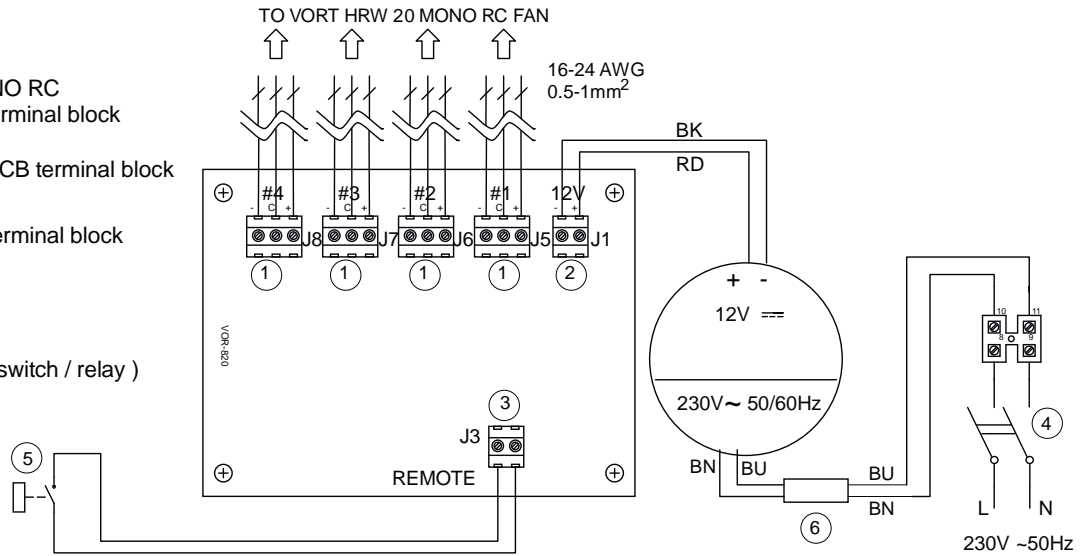 TO VORT HRW 20 MONO RC FAN
16-24 AWG
0.5-1mm2
NO RC
rminal block
CB terminal block
erminal block
switch / relay )
BK
RD
#4 #3 #2 #1 12V
- C + - C + - C + - C + - +
J8 J7 J6 J5 J1
1 1 1 1 2
+ -
12V
10 11
8 9
VOR-820
230V~ 50/60Hz
3
4
J3
5
REMOTE
BN BU
BU
BN
6
L N
230V ~50Hz